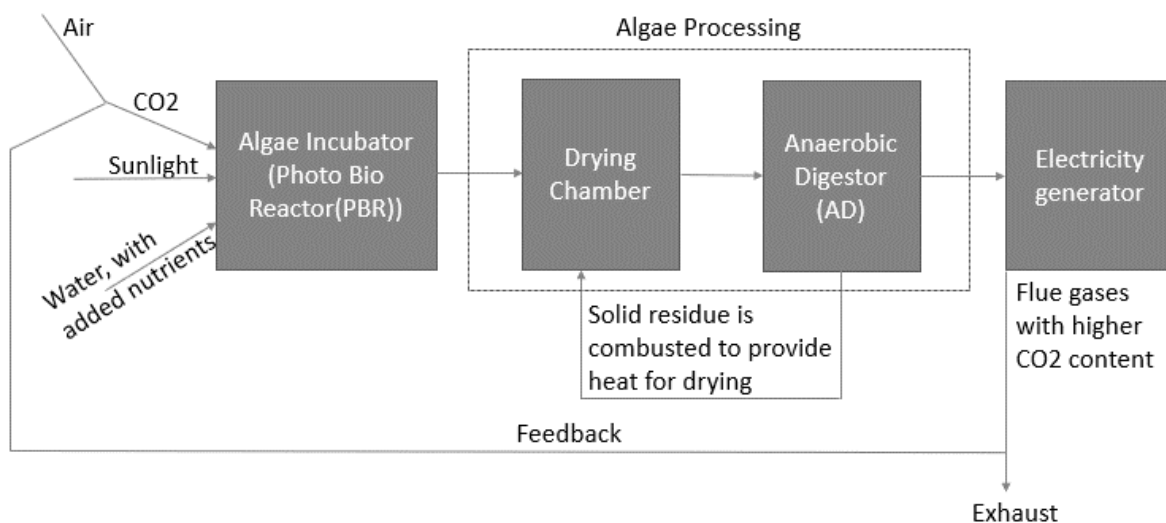 Air
Algae Processing
CO2
Sunlight
Water, with
added nutrients
Algae Incubator
(Photo Bio
Reactor(PBR))
Drying
Chamber
Anaerobic
Digestor
(AD)
Electricity
generator
Solid residue is
combusted to provide
heat for drying
Flue gases
with higher
CO2 content
Feedback
Exhaust